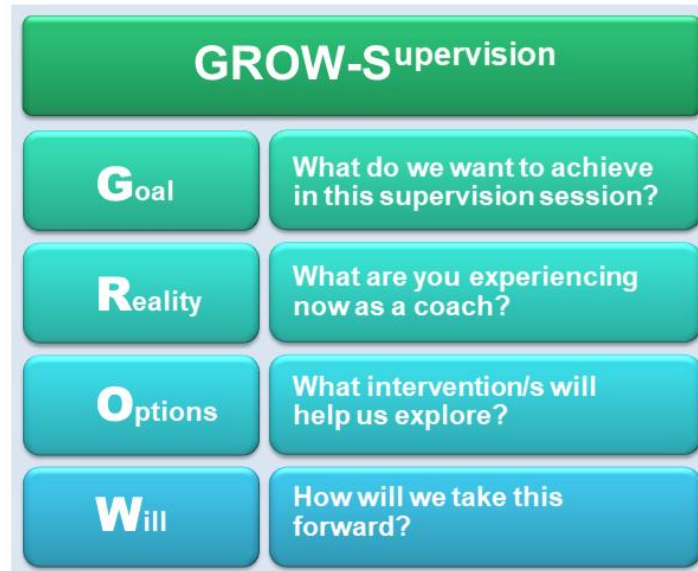 GROW-Supervision
Goal
What do we want to achieve
in this supervision session?
Reality
What are you experiencing
now as a coach?
Options
What intervention/s will
help us explore?
Will
How will we take this
forward?